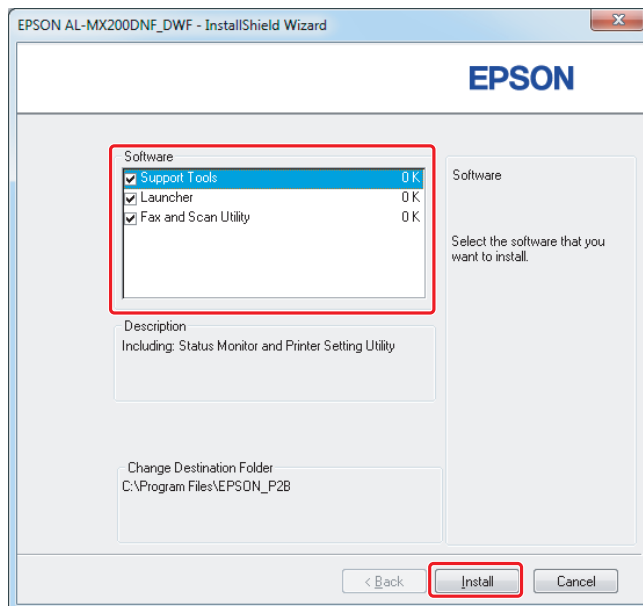 EPSON AL-MX200DNF_DWF - InstallShield Wizard
EPSON
Software
Support Tools 0 K
Launcher 0 K
Fax and Scan Utility 0 K
Software
Select the software that you
want to install.
Description
Including: Status Monitor and Printer Setting Utility
Change Destination Folder
C:\Program Files\EPSON_P2B
< Back
Install
Cancel